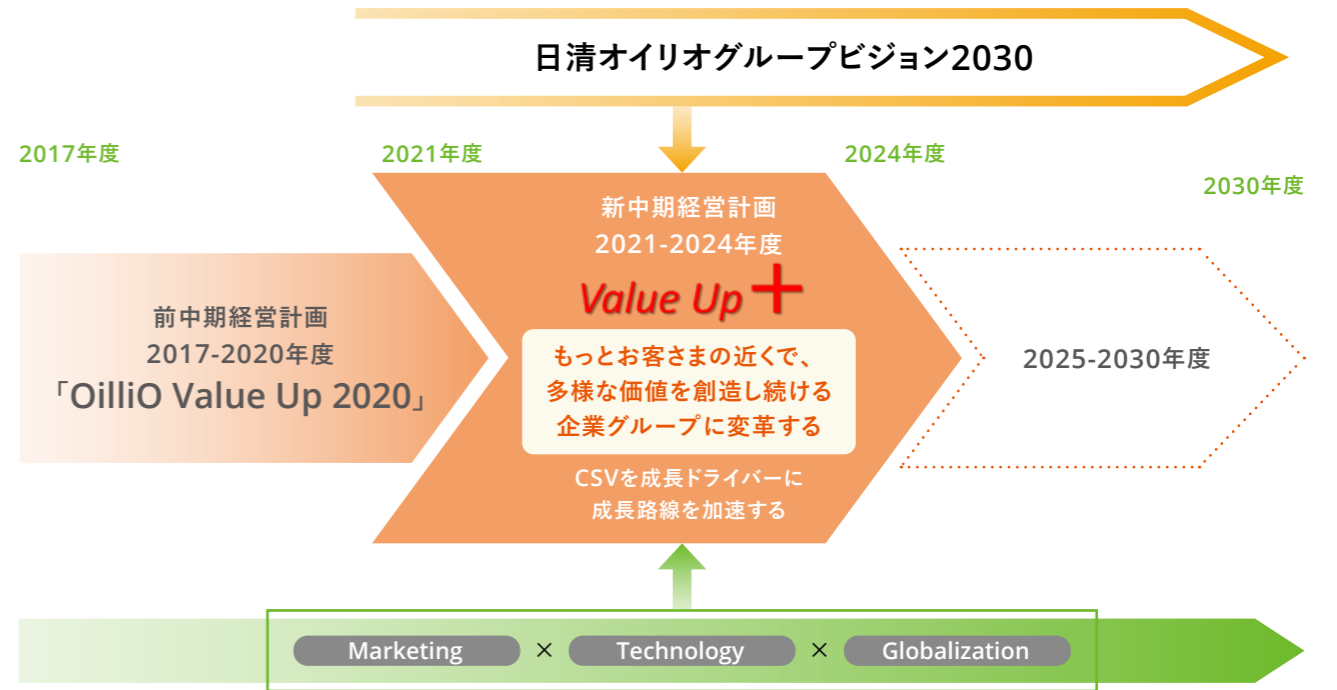 日清オイリオグループビジョン2030
2017年度
2021年度
2024年度
2030年度
前中期経営計画
2017-2020年度
「OilliO Value Up 2020」
新中期経営計画
2021-2024年度
Value Up+
もっとお客さまの近くで、
多様な価値を創造し続ける
企業グループに変革する
CSVを成長ドライバーに
成長路線を加速する
2025-2030年度
Marketing × Technology × Globalization